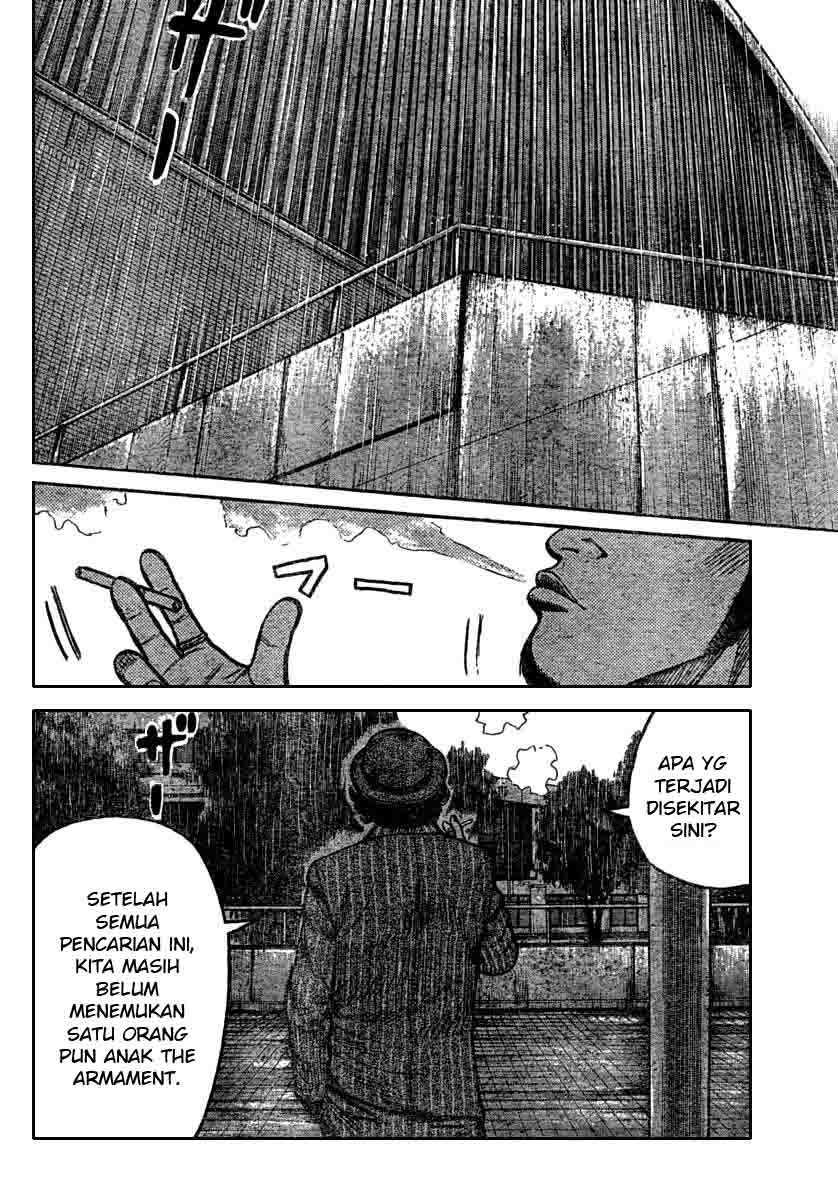 ザー
フー
ザー
APA YG
TERJADI
DISEKITAR
SINI?
SETELAH
SEMUA
PENCARIAN INI,
KITA MASIH
BELUM
MENEMUKAN
SATU ORANG
PUN ANAK THE
ARMAMENT.